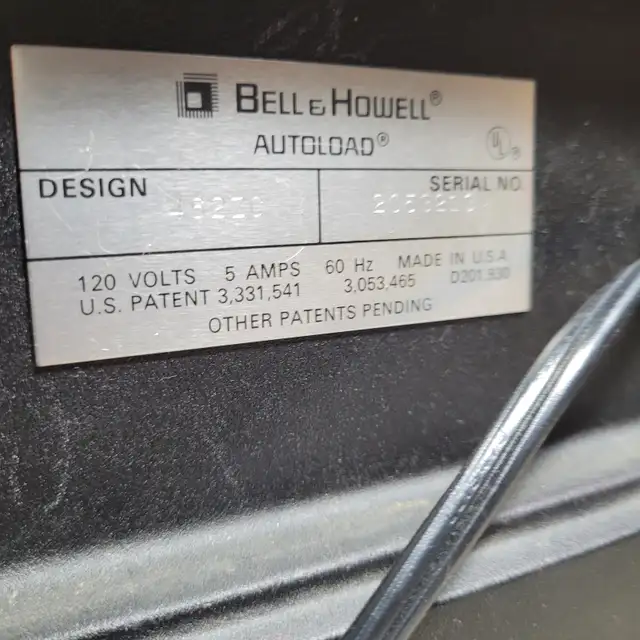 BELL & HOWELL®
AUTOLOAD®
UL®
DESIGN
SERIAL NO.
120 VOLTS 5 AMPS 60 Hz MADE IN U.S.A
U.S. PATENT 3,331,541 3,053,465 D201,930
OTHER PATENTS PENDING